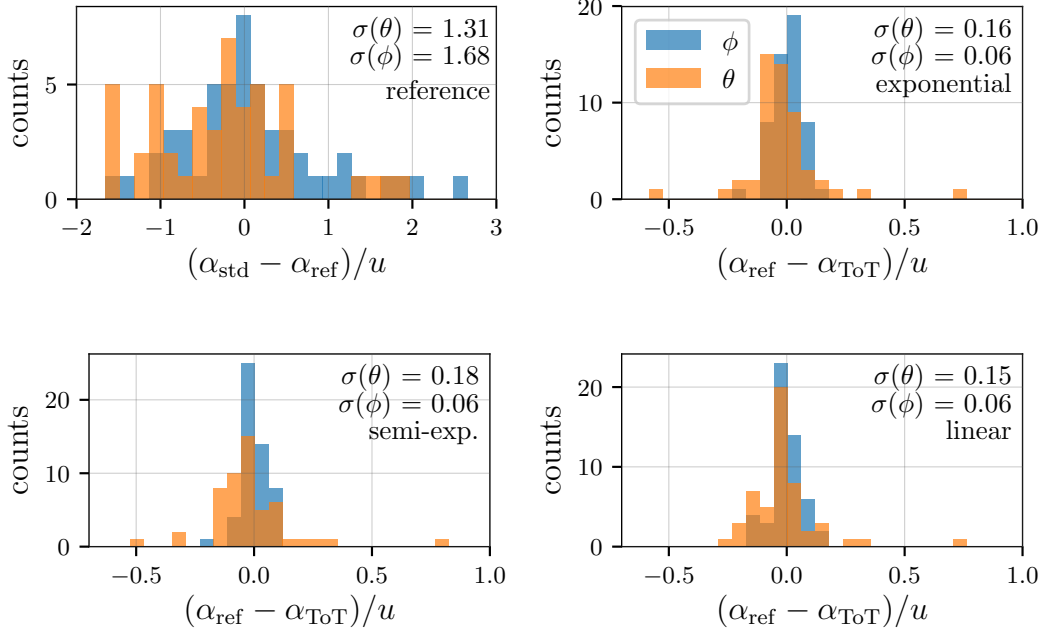 σ(θ) = 1.31
σ(φ) = 1.68
reference
counts
5
0
−2
−1
0
1
2
3
(α_std − α_ref)/u
φ
θ
σ(θ) = 0.16
σ(φ) = 0.06
exponential
counts
20
10
0
−0.5
0.0
0.5
1.0
(α_ref − α_ToT)/u
σ(θ) = 0.18
σ(φ) = 0.06
semi-exp.
counts
20
10
0
−0.5
0.0
0.5
1.0
(α_ref − α_ToT)/u
σ(θ) = 0.15
σ(φ) = 0.06
linear
counts
20
10
0
−0.5
0.0
0.5
1.0
(α_ref − α_ToT)/u